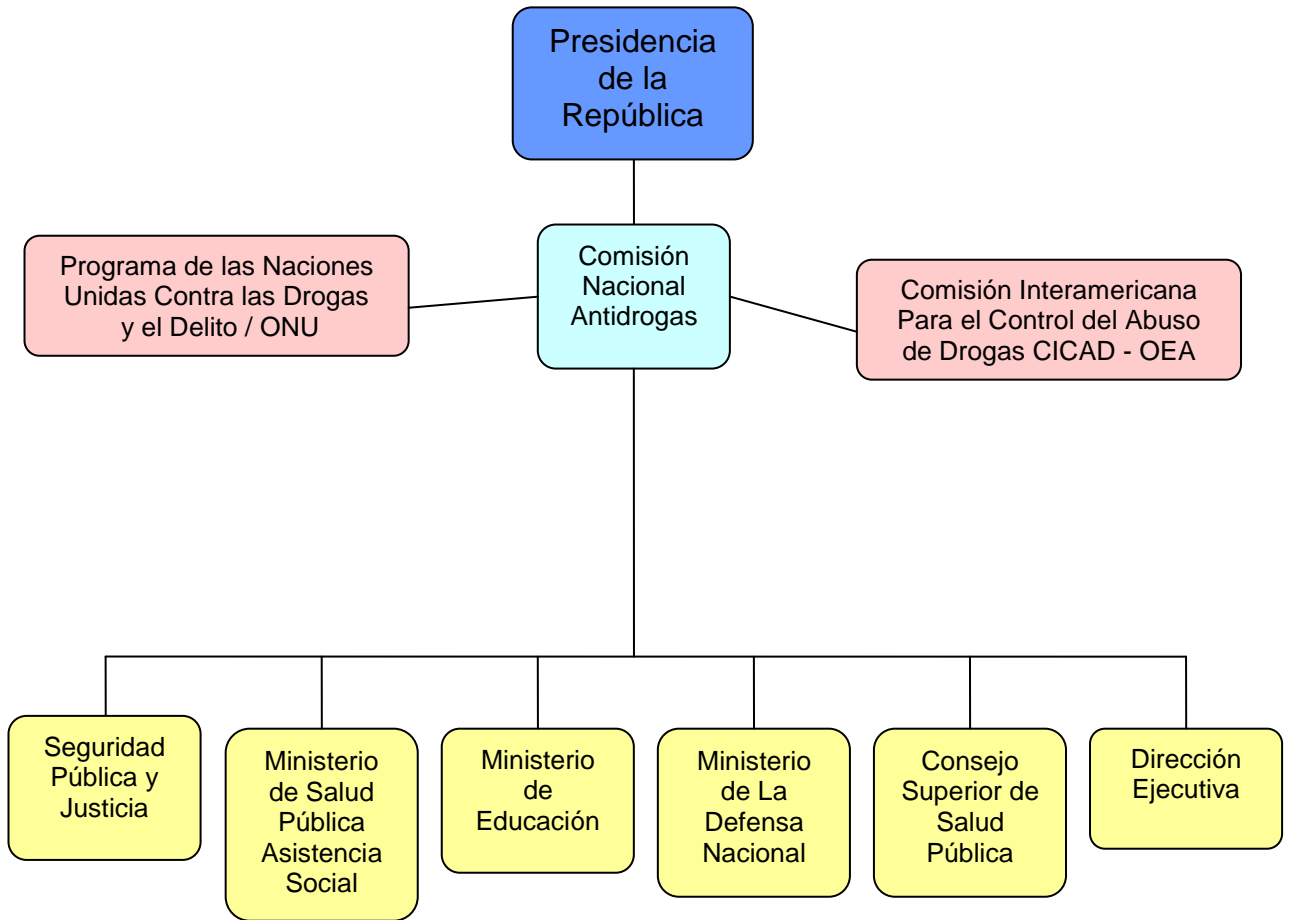 Presidencia
de la
República
Programa de las Naciones
Unidas Contra las Drogas
y el Delito / ONU
Comisión
Nacional
Antidrogas
Comisión Interamericana
Para el Control del Abuso
de Drogas CICAD - OEA
Seguridad
Pública y
Justicia
Ministerio
de Salud
Pública
Asistencia
Social
Ministerio
de
Educación
Ministerio
de La
Defensa
Nacional
Consejo
Superior de
Salud
Pública
Dirección
Ejecutiva